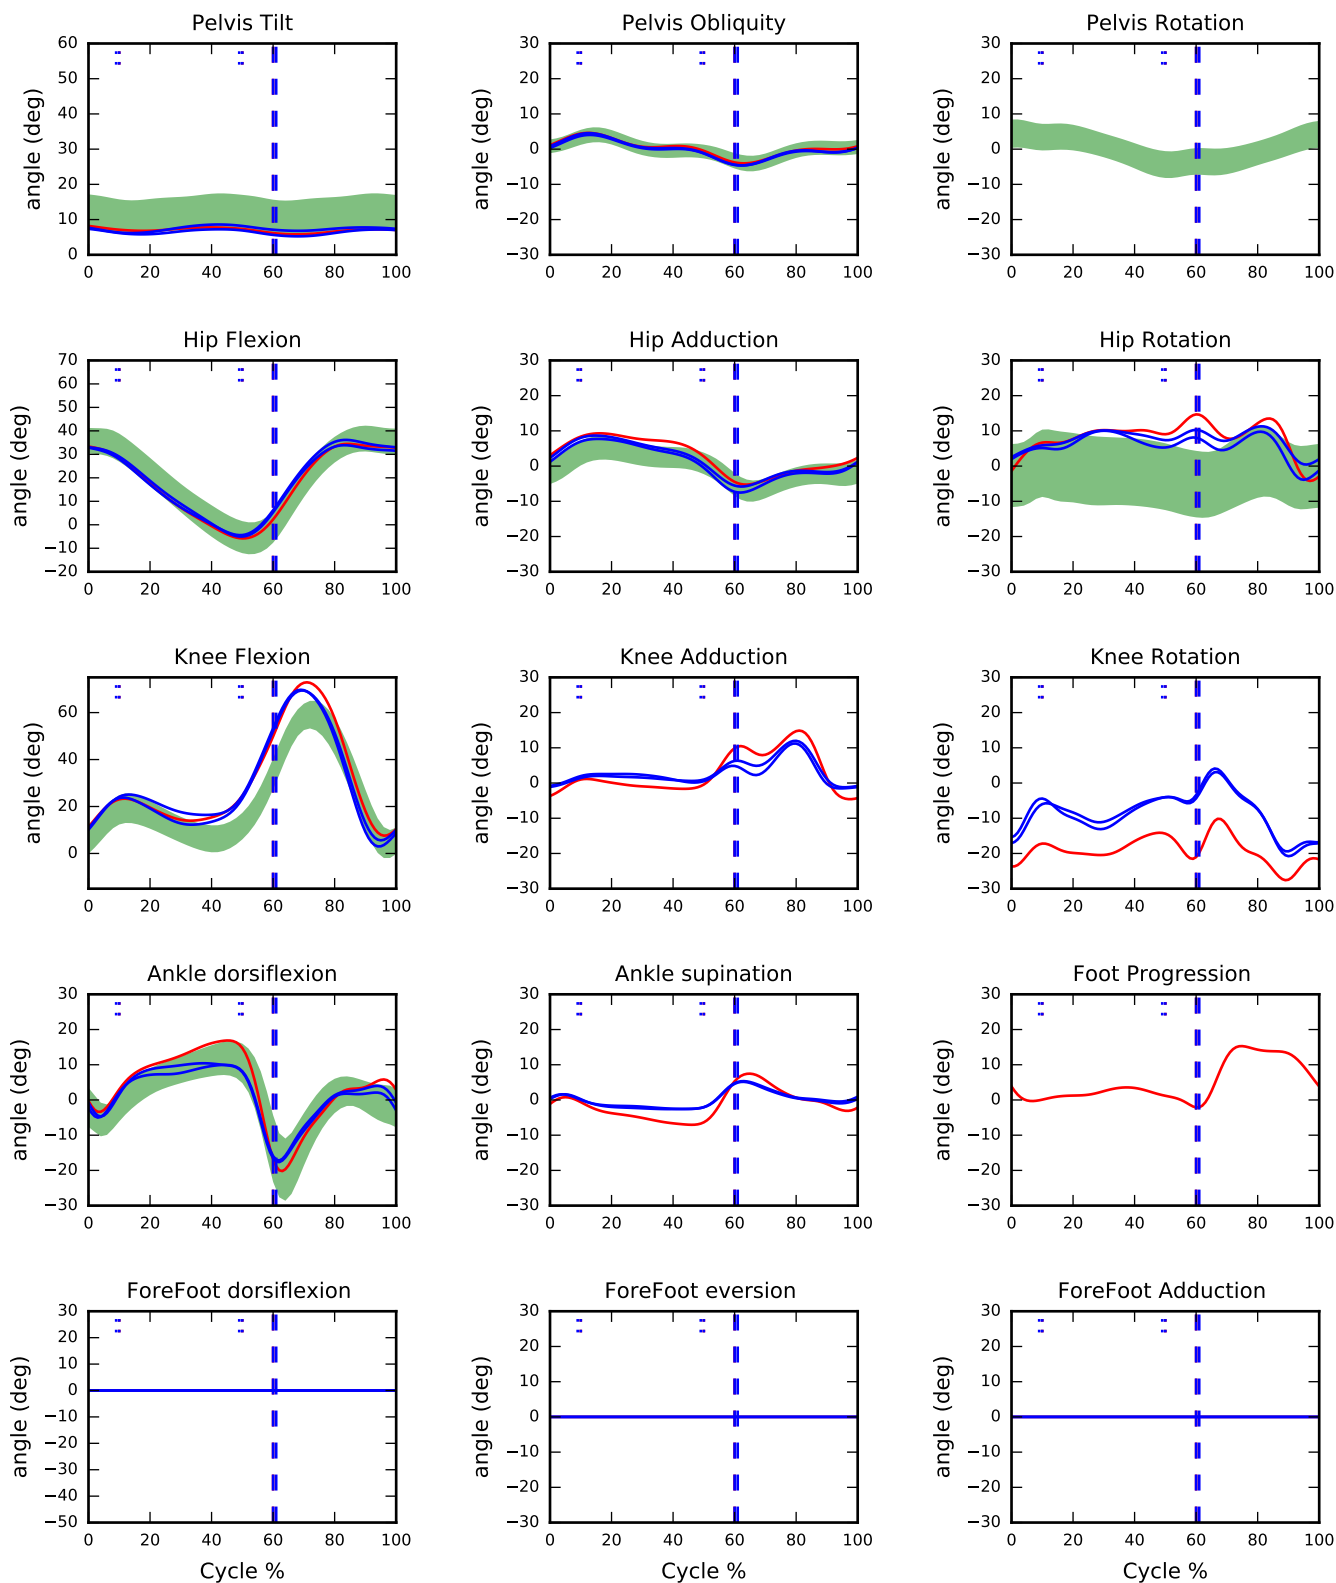 Pelvis Tilt Pelvis Obliquity Pelvis Rotation
angle (deg) angle (deg) angle (deg)
60 50 40 30 20 10 0
30 20 10 0 −10 −20 −30
30 20 10 0 −10 −20 −30
0 20 40 60 80 100 0 20 40 60 80 100 0 20 40 60 80 100
Hip Flexion Hip Adduction Hip Rotation
angle (deg) angle (deg) angle (deg)
70 60 50 40 30 20 10 0 −10 −20
30 20 10 0 −10 −20 −30
30 20 10 0 −10 −20 −30
0 20 40 60 80 100 0 20 40 60 80 100 0 20 40 60 80 100
Knee Flexion Knee Adduction Knee Rotation
angle (deg) angle (deg) angle (deg)
60 40 20 0
30 20 10 0 −10 −20 −30
30 20 10 0 −10 −20 −30
0 20 40 60 80 100 0 20 40 60 80 100 0 20 40 60 80 100
Ankle dorsiflexion Ankle supination Foot Progression
angle (deg) angle (deg) angle (deg)
30 20 10 0 −10 −20 −30
30 20 10 0 −10 −20 −30
30 20 10 0 −10 −20 −30
0 20 40 60 80 100 0 20 40 60 80 100 0 20 40 60 80 100
ForeFoot dorsiflexion ForeFoot eversion ForeFoot Adduction
angle (deg) angle (deg) angle (deg)
30 20 10 0 −10 −20 −30 −40 −50
30 20 10 0 −10 −20 −30
30 20 10 0 −10 −20 −30
0 20 40 60 80 100 0 20 40 60 80 100 0 20 40 60 80 100
Cycle % Cycle % Cycle %